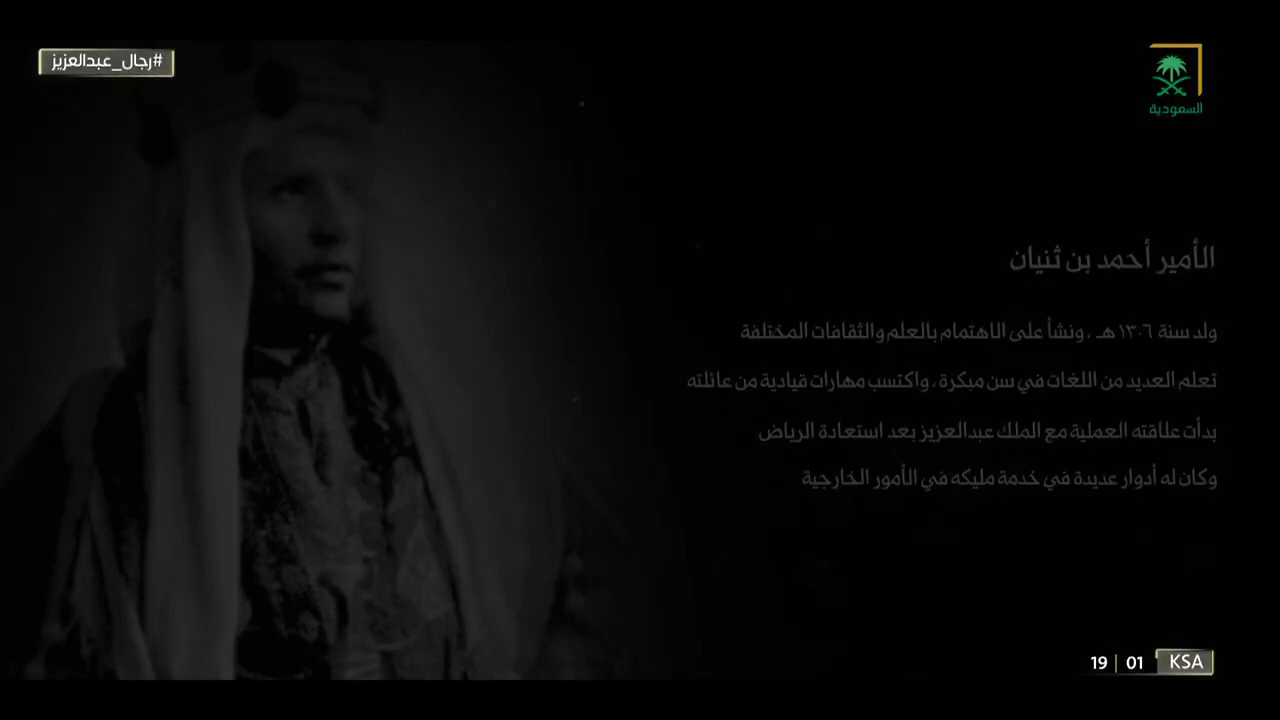 #رجال_عبدالعزيز
السعودية
الأمير أحمد بن ثنيان
ولد سنة ١٣٠٦ هـ ، ونشأ على الاهتمام بالعلم والثقافات المختلفة
تعلم العديد من اللغات في سن مبكرة، واكتسب مهارات قيادية من عائلته
بدأت علاقته العملية مع الملك عبدالعزيز بعد استعادة الرياض
وكان له أدوار عديدة في خدمة مليكه في الأمور الخارجية
19 | 01 KSA